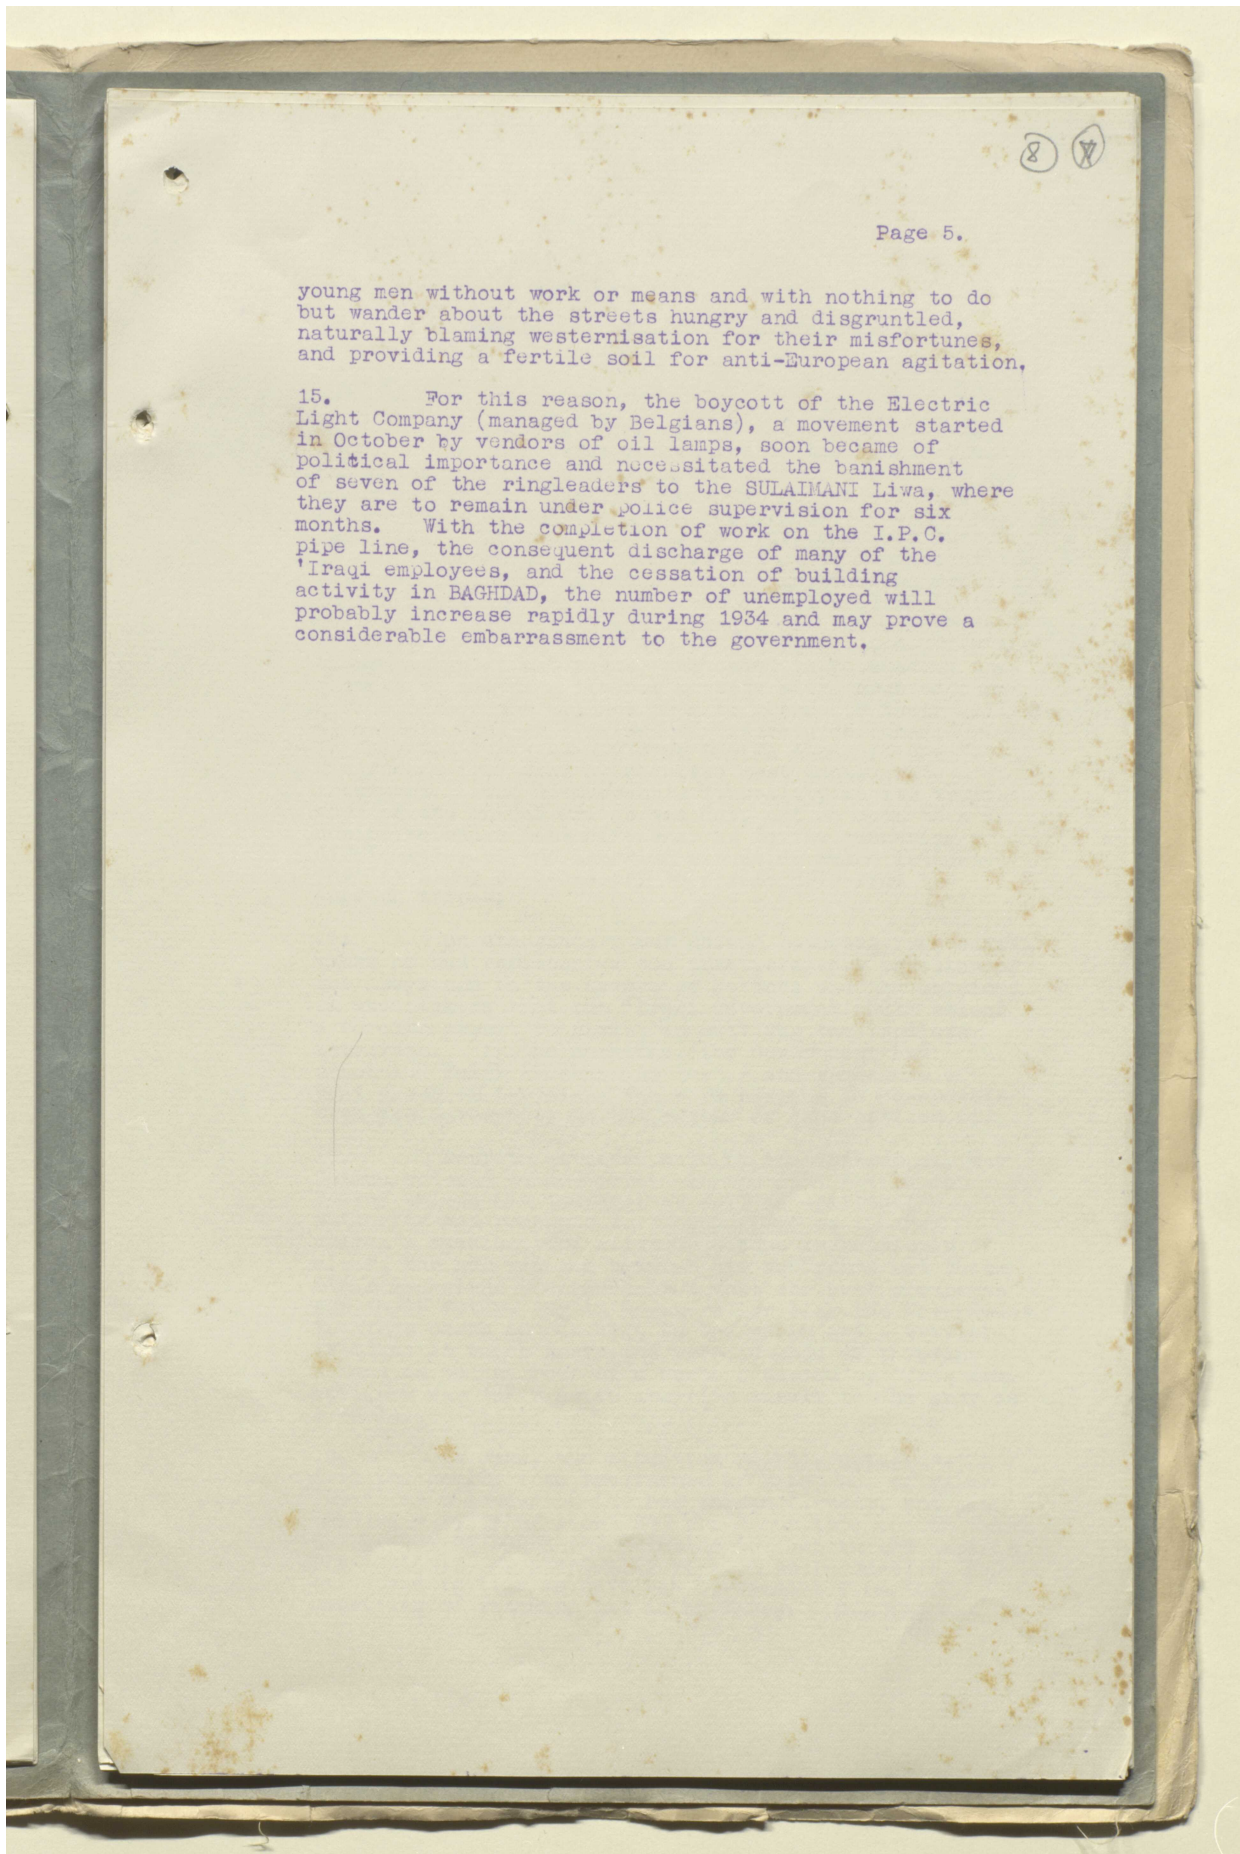 8
Page 5.
young men without work or means and with nothing to do
but wander about the streets hungry and disgruntled,
naturally blaming westernisation for their misfortunes,
and providing a fertile soil for anti-European agitation.
15. For this reason, the boycott of the Electric
Light Company (managed by Belgians), a movement started
in October by vendors of oil lamps, soon became of
political importance and necessitated the banishment
of seven of the ringleaders to the SULAIMANI Liwa, where
they are to remain under police supervision for six
months. With the completion of work on the I.P.C.
pipe line, the consequent discharge of many of the
'Iraqi employees, and the cessation of building
activity in BAGHDAD, the number of unemployed will
probably increase rapidly during 1934 and may prove a
considerable embarrassment to the government.